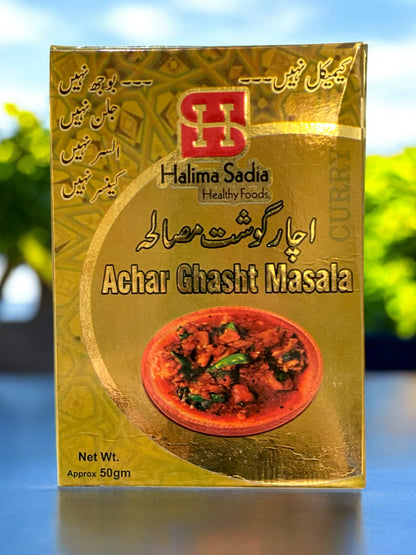 کیمیکل نہیں --- --- بوجھ نہیں
جلن نہیں
السر نہیں
کینسر نہیں
Halima Sadia
Healthy Foods
اچار گوشت مصالحہ
Achar Ghasht Masala
CURRY
Net Wt.
Approx 50gm